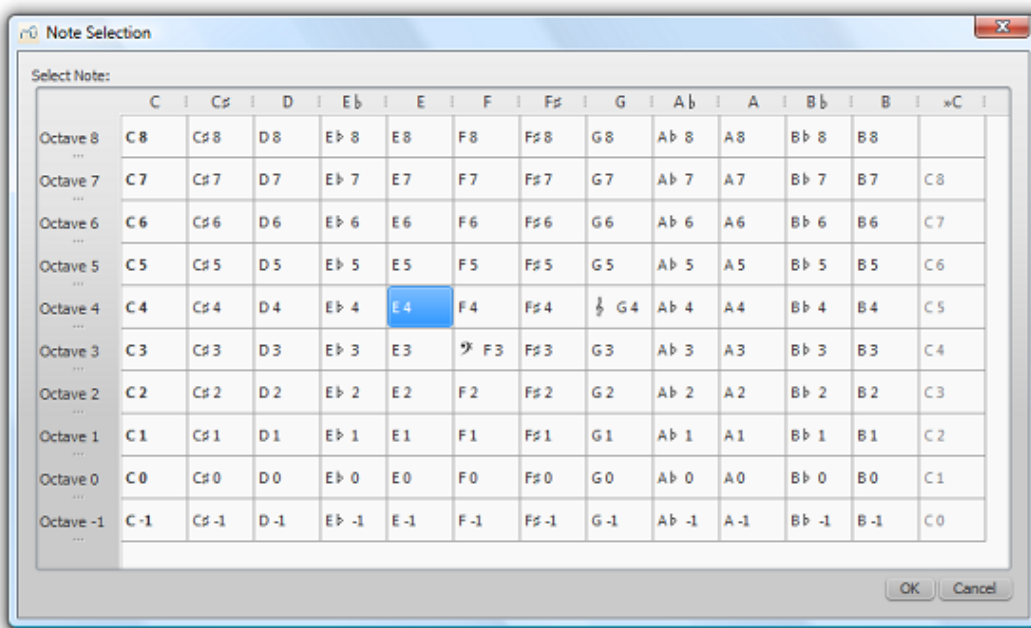 Note Selection
Select Note:
C C♯ D E♭ E F F♯ G A♭ A B♭ B »C
Octave 8 C 8 C♯ 8 D 8 E♭ 8 E 8 F 8 F♯ 8 G 8 A♭ 8 A 8 B♭ 8 B 8
...
Octave 7 C 7 C♯ 7 D 7 E♭ 7 E 7 F 7 F♯ 7 G 7 A♭ 7 A 7 B♭ 7 B 7 C 8
...
Octave 6 C 6 C♯ 6 D 6 E♭ 6 E 6 F 6 F♯ 6 G 6 A♭ 6 A 6 B♭ 6 B 6 C 7
...
Octave 5 C 5 C♯ 5 D 5 E♭ 5 E 5 F 5 F♯ 5 G 5 A♭ 5 A 5 B♭ 5 B 5 C 6
...
Octave 4 C 4 C♯ 4 D 4 E♭ 4 E 4 F 4 F♯ 4 𝄞 G 4 A♭ 4 A 4 B♭ 4 B 4 C 5
...
Octave 3 C 3 C♯ 3 D 3 E♭ 3 E 3 𝄢 F 3 F♯ 3 G 3 A♭ 3 A 3 B♭ 3 B 3 C 4
...
Octave 2 C 2 C♯ 2 D 2 E♭ 2 E 2 F 2 F♯ 2 G 2 A♭ 2 A 2 B♭ 2 B 2 C 3
...
Octave 1 C 1 C♯ 1 D 1 E♭ 1 E 1 F 1 F♯ 1 G 1 A♭ 1 A 1 B♭ 1 B 1 C 2
...
Octave 0 C 0 C♯ 0 D 0 E♭ 0 E 0 F 0 F♯ 0 G 0 A♭ 0 A 0 B♭ 0 B 0 C 1
...
Octave -1 C -1 C♯ -1 D -1 E♭ -1 E -1 F -1 F♯ -1 G -1 A♭ -1 A -1 B♭ -1 B -1 C 0
...
OK Cancel